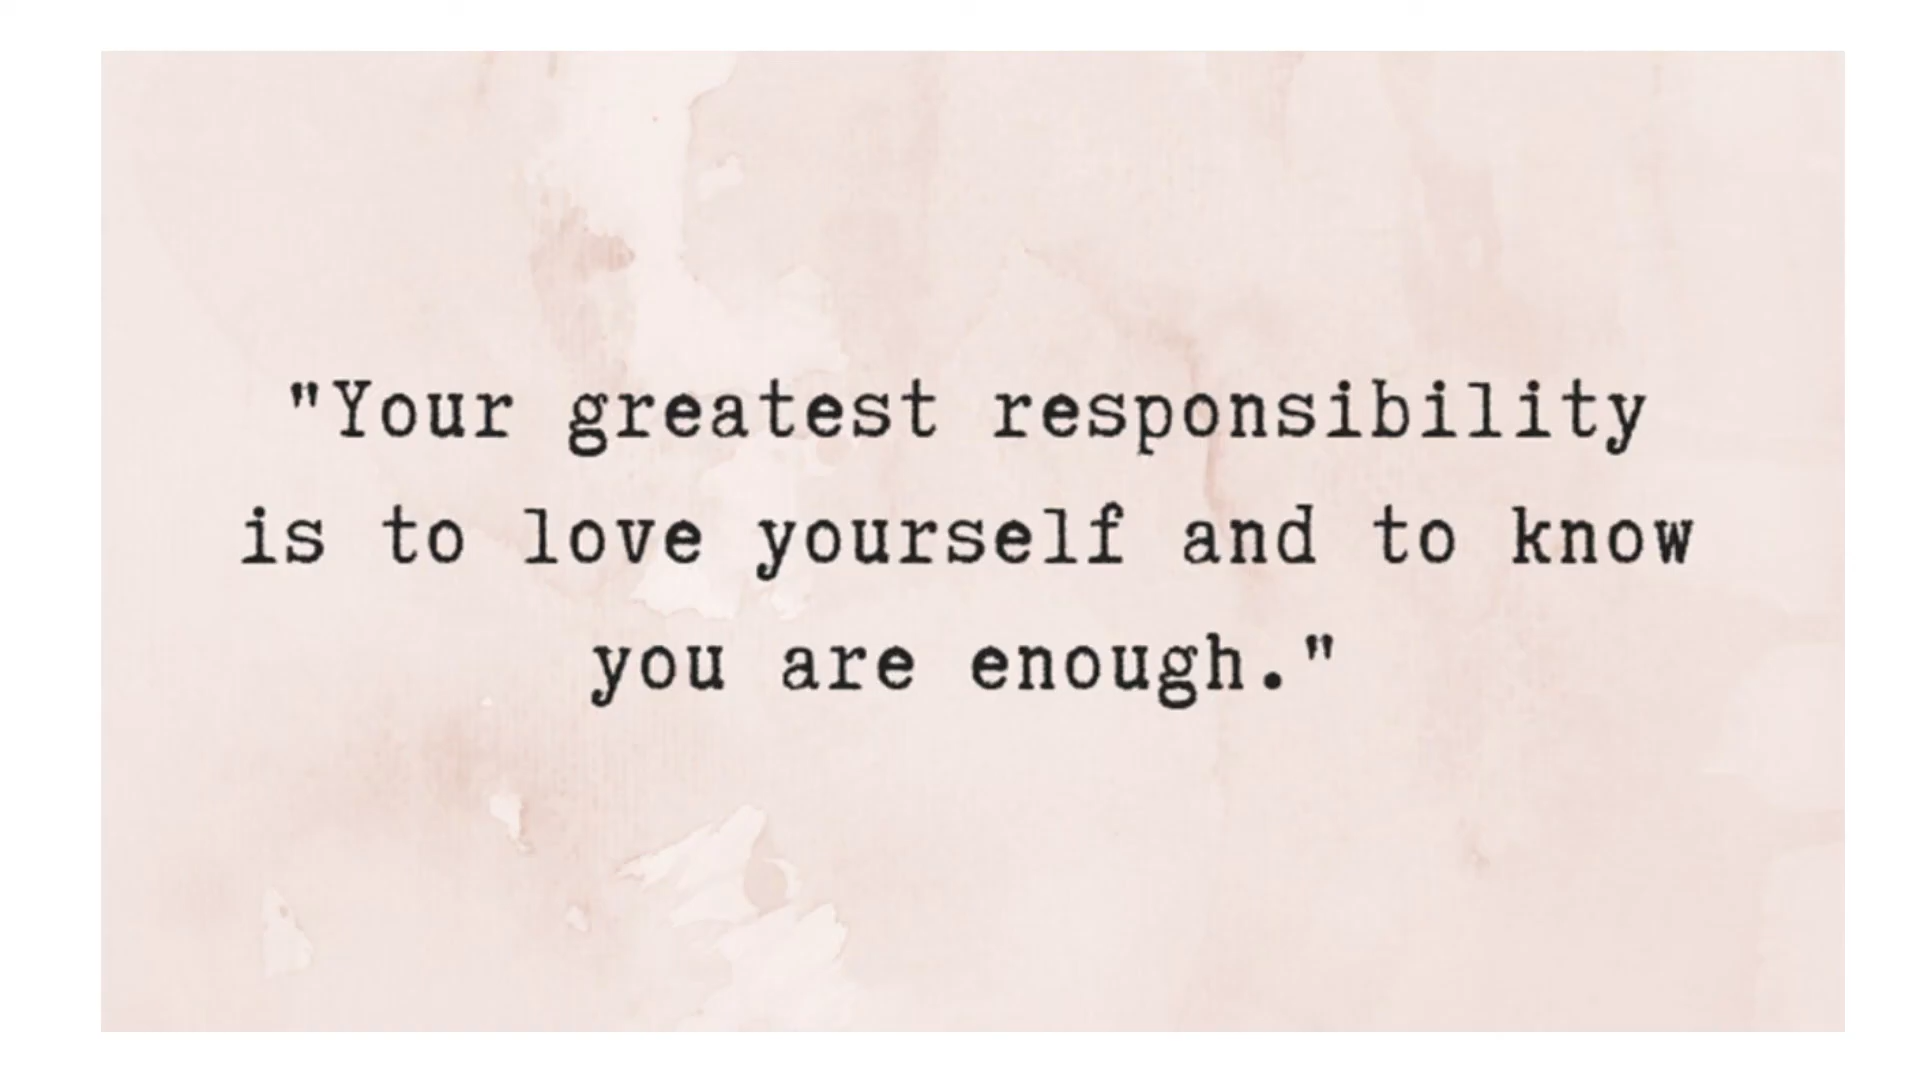 "Your greatest responsibility
is to love yourself and to know
you are enough."